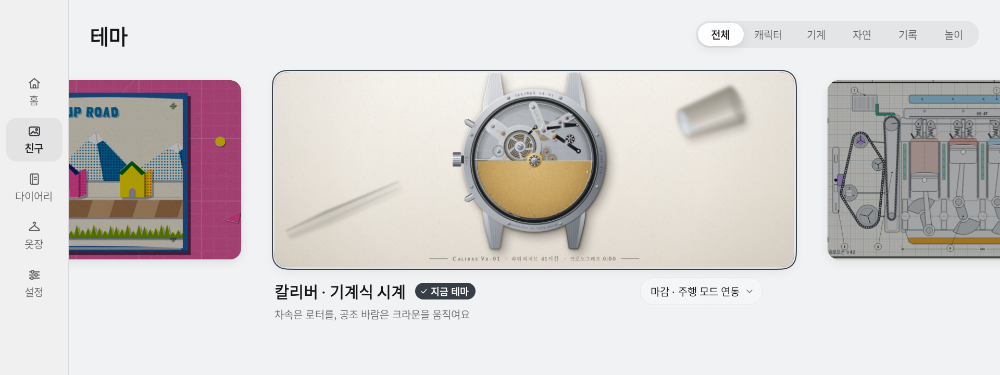 테마
전체
캐릭터
기계
자연
기록
놀이
홈
친구
다이어리
옷장
설정
UP ROAD
칼리버 · 기계식 시계
지금 테마
마감 · 주행 모드 연동
차속은 로터를, 공조 바람은 크라운을 움직여요